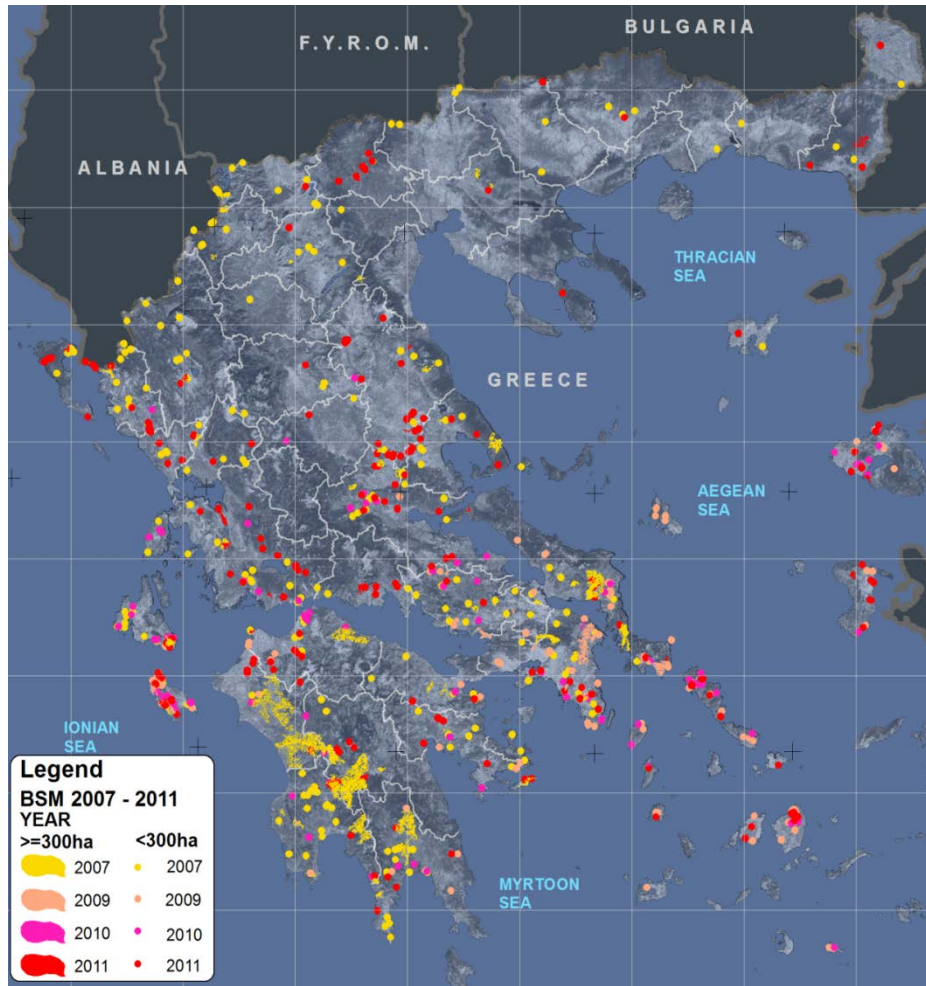 F.Y.R.O.M.
BULGARIA
ALBANIA
THRACIAN
SEA
GREECE
AEGEAN
SEA
IONIAN
SEA
MYRTOON
SEA
Legend
BSM 2007 - 2011
YEAR
>=300ha <300ha
2007 2007
2009 2009
2010 2010
2011 2011